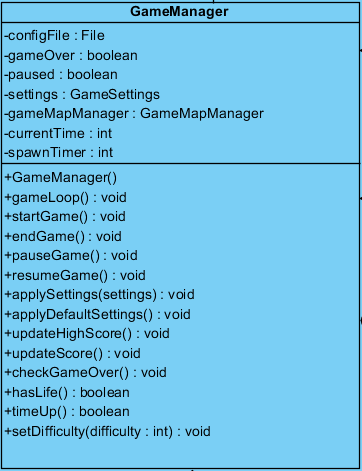 GameManager
-configFile : File
-gameOver : boolean
-paused : boolean
-settings : GameSettings
-gameMapManager : GameMapManager
-currentTime : int
-spawnTimer : int
+GameManager()
+gameLoop() : void
+startGame() : void
+endGame() : void
+pauseGame() : void
+resumeGame() : void
+applySettings(settings) : void
+applyDefaultSettings() : void
+updateHighScore() : void
+updateScore() : void
+checkGameOver() : void
+hasLife() : boolean
+timeUp() : boolean
+setDifficulty(difficulty : int) : void